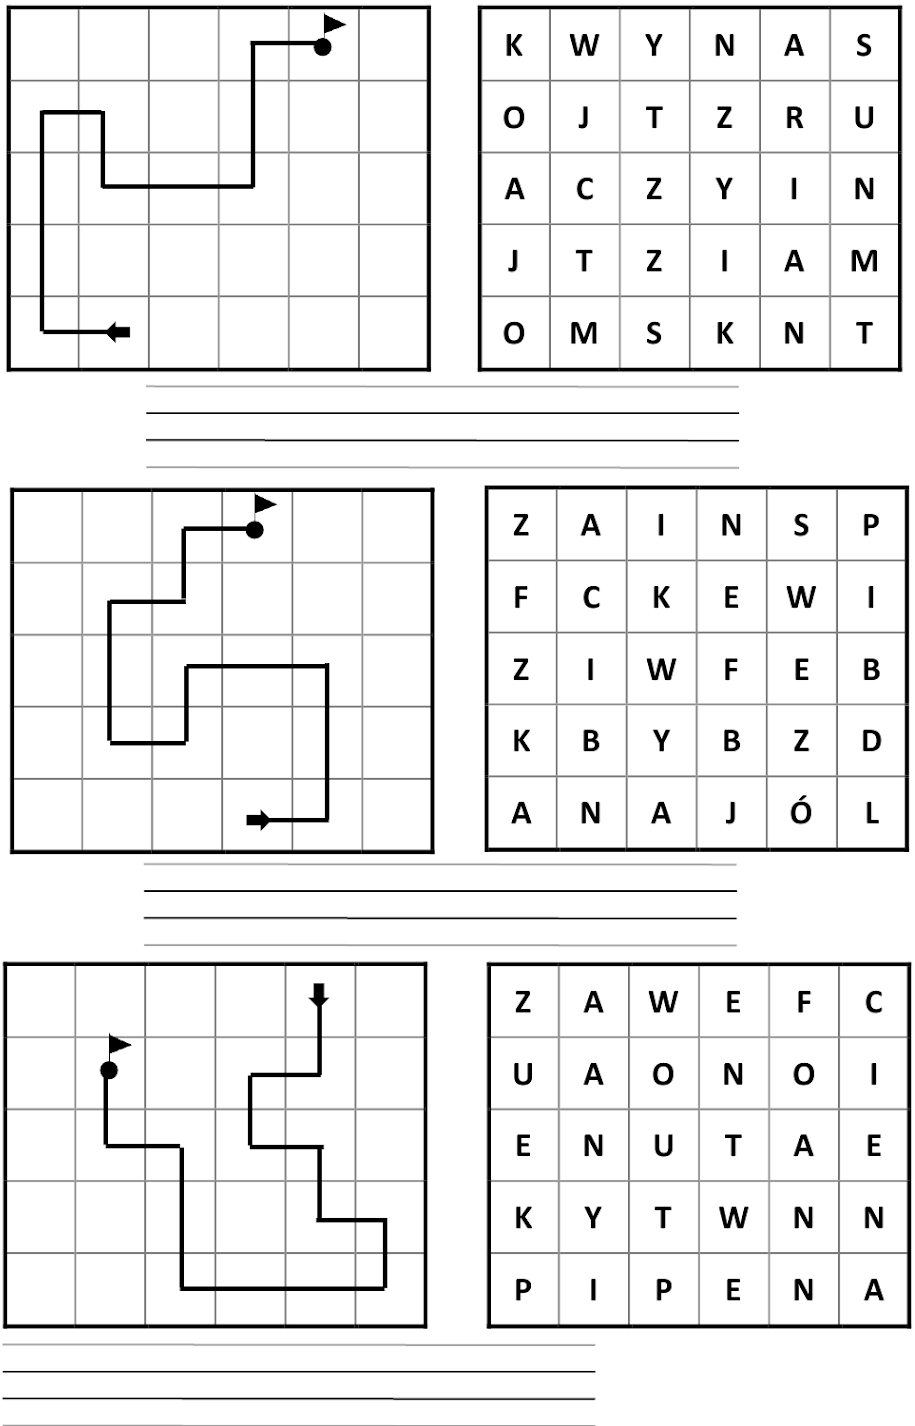 K W Y N A S
O J T Z R U
A C Z Y I N
J T Z I A M
O M S K N T
Z A I N S P
F C K E W I
Z I W F E B
K B Y B Z D
A N A J Ó L
Z A W E F C
U A O N O I
E N U T A E
K Y T W N N
P I P E N A